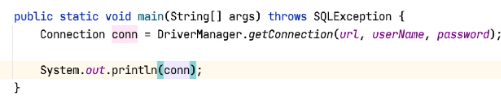 public static void main(String[] args) throws SQLException {
Connection conn = DriverManager.getConnection(url, userName, password);
System.out.println(conn);
}